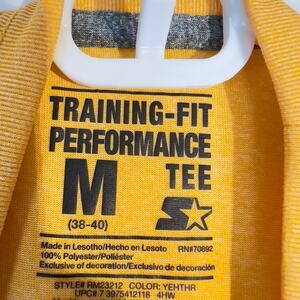 TRAINING-FIT
PERFORMANCE
M TEE
(38-40)
Made in Lesotho/Hecho en Lesoto RN#70892
100% Polyester/Poliéster
Exclusive of decoration/Exclusivo de decoración
STYLE# RM23212 COLOR: YEHTHR
UPC# 7 3975412118 4HW